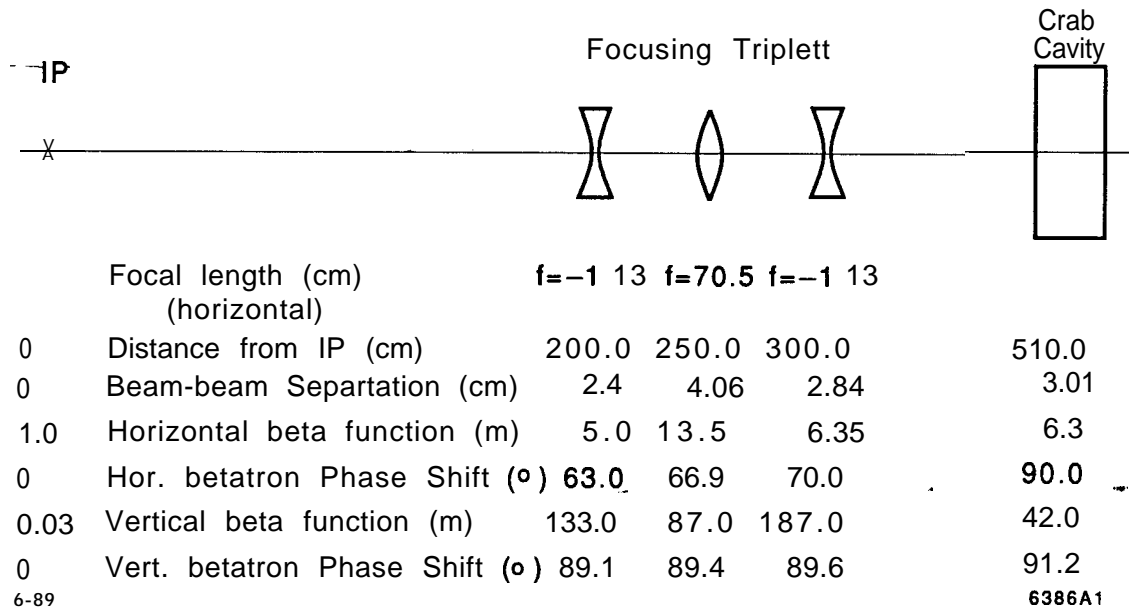 Crab
Focusing Triplett Cavity
IP
Focal length (cm) f=–1 13 f=70.5 f=–1 13
(horizontal)
0 Distance from IP (cm) 200.0 250.0 300.0 510.0
0 Beam-beam Separtation (cm) 2.4 4.06 2.84 3.01
1.0 Horizontal beta function (m) 5.0 13.5 6.35 6.3
0 Hor. betatron Phase Shift (o) 63.0 66.9 70.0 90.0
0.03 Vertical beta function (m) 133.0 87.0 187.0 42.0
0 Vert. betatron Phase Shift (o) 89.1 89.4 89.6 91.2
6-89 6386A1